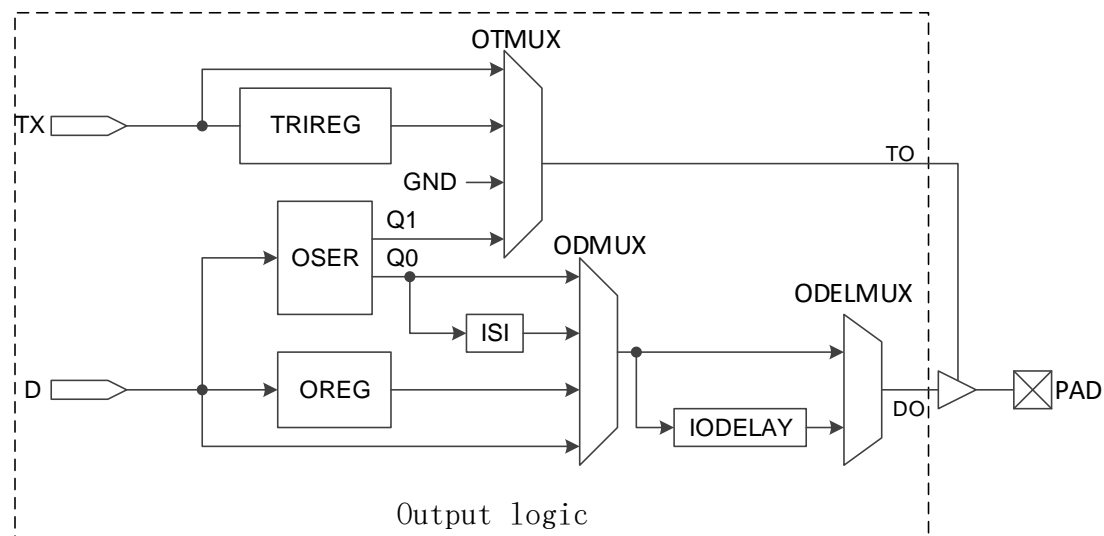 OTMUX
TX
TRIREG
TO
GND
Q1
OSER
Q0
ODMUX
ODELMUX
ISI
D
OREG
PAD
DO
IODELAY
Output logic